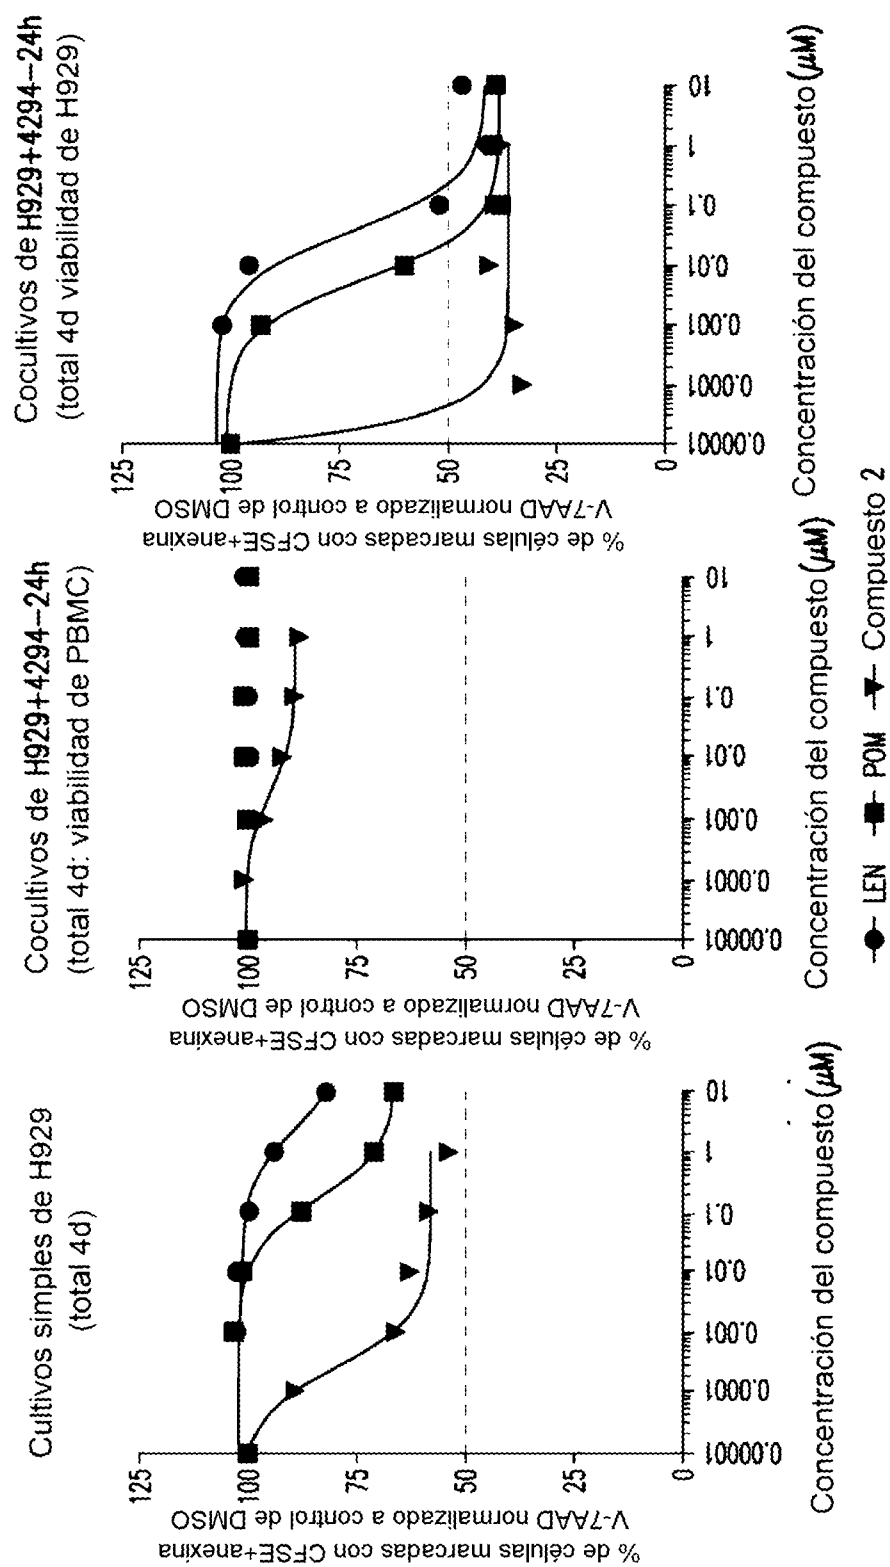 Cultivos simples de H929
(total 4d)
% de células marcadas con CFSE+anexina
V-7AAD normalizado a control de DMSO
125
100
75
50
25
0
0.00001
0.0001
0.001
0.01
0.1
1
10
Concentración del compuesto (µM)
Cocultivos de H929+4294-24h
(total 4d: viabilidad de PBMC)
% de células marcadas con CFSE+anexina
V-7AAD normalizado a control de DMSO
125
100
75
50
25
0
0.00001
0.0001
0.001
0.01
0.1
1
10
Concentración del compuesto (µM)
Cocultivos de H929+4294-24h
(total 4d viabilidad de H929)
% de células marcadas con CFSE+anexina
V-7AAD normalizado a control de DMSO
125
100
75
50
25
0
0.00001
0.0001
0.001
0.01
0.1
1
10
Concentración del compuesto (µM)
LEN
POM
Compuesto 2